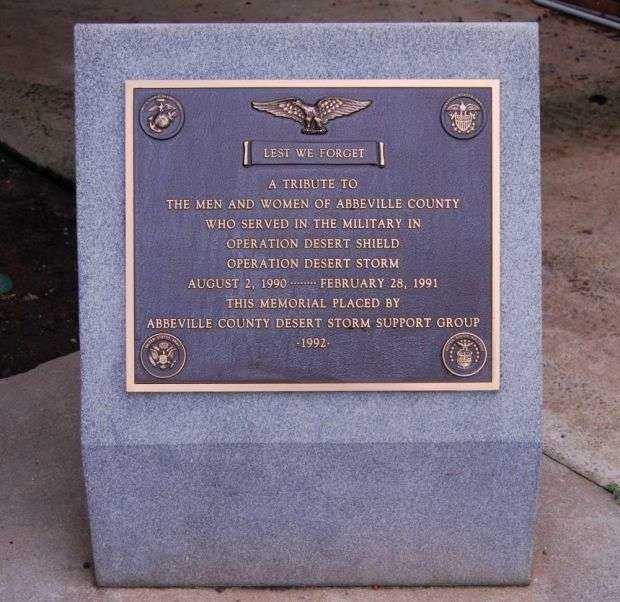 LEST WE FORGET
A TRIBUTE TO
THE MEN AND WOMEN OF ABBEVILLE COUNTY
WHO SERVED IN THE MILITARY IN
OPERATION DESERT SHIELD
OPERATION DESERT STORM
AUGUST 2, 1990 ········ FEBRUARY 28, 1991
THIS MEMORIAL PLACED BY
ABBEVILLE COUNTY DESERT STORM SUPPORT GROUP
·1992·